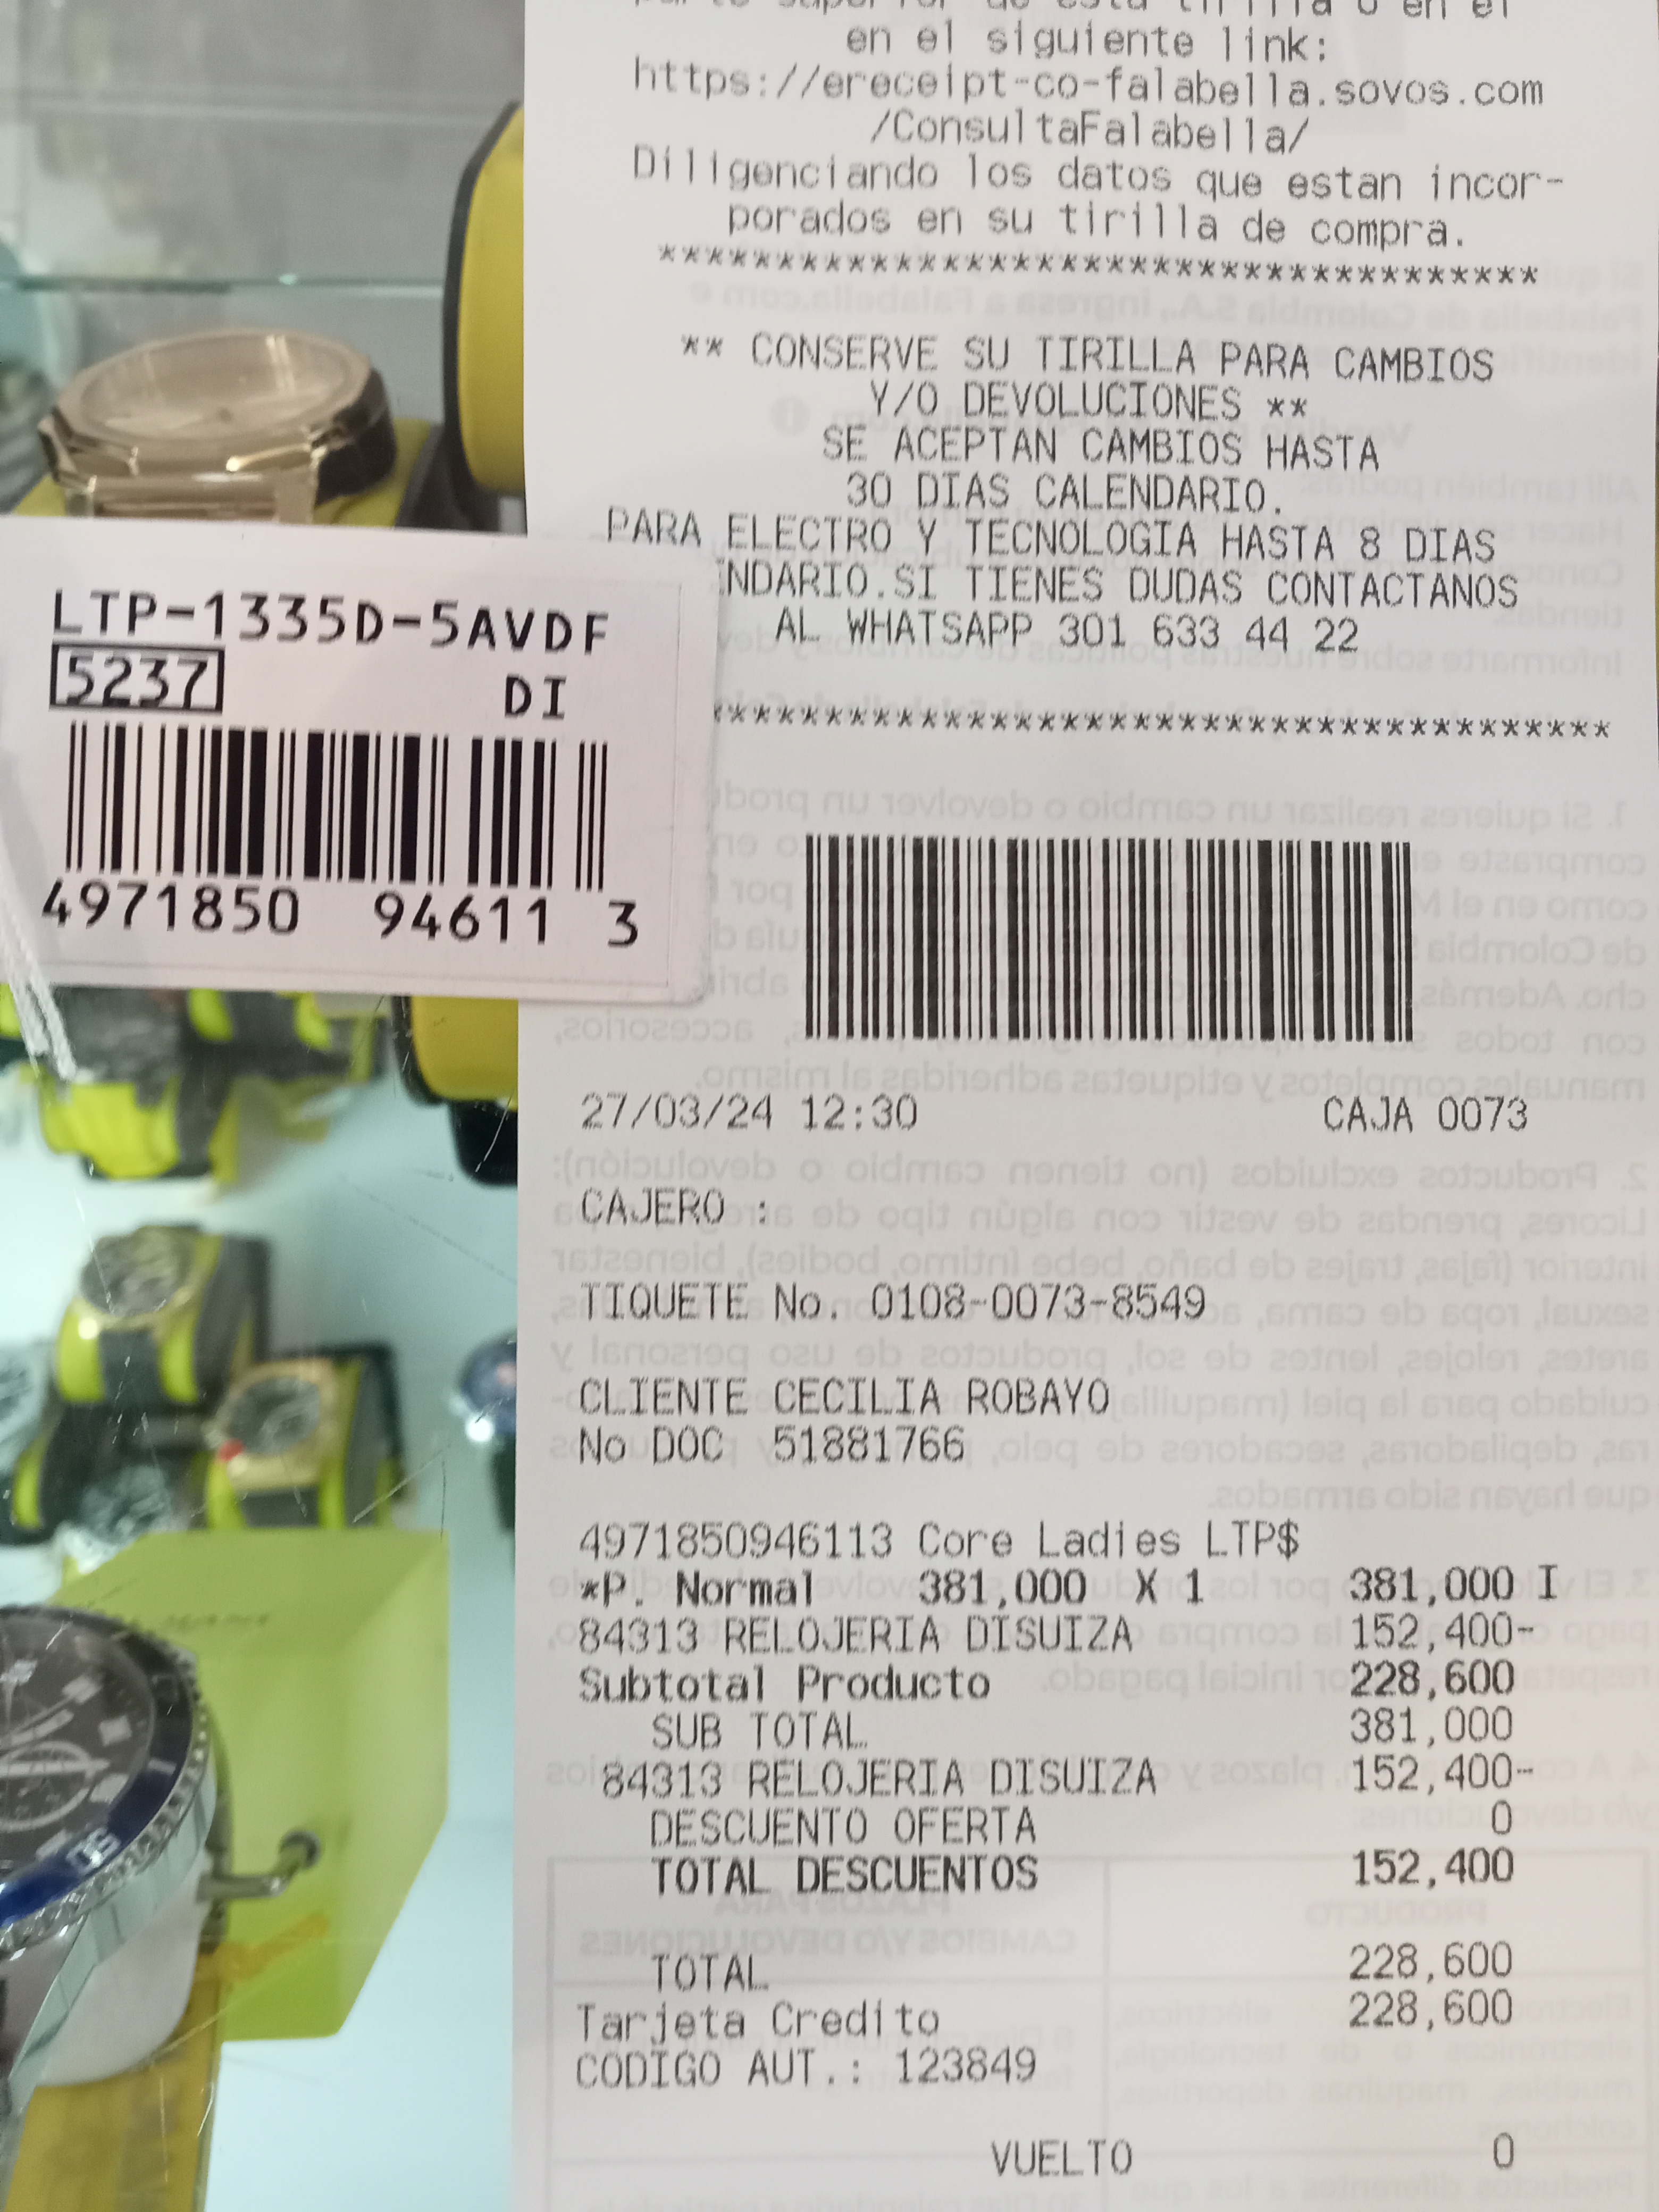 en el siguiente link:
https://ereceipt-co-falabella.sovos.com
/ConsultaFalabella/
Diligenciando los datos que estan incor-
porados en su tirilla de compra.
*************************************
** CONSERVE SU TIRILLA PARA CAMBIOS
Y/O DEVOLUCIONES **
SE ACEPTAN CAMBIOS HASTA
30 DIAS CALENDARIO.
PARA ELECTRO Y TECNOLOGIA HASTA 8 DIAS
NDARIO.SI TIENES DUDAS CONTACTANOS
AL WHATSAPP 301 633 44 22
**************************************
LTP-1335D-5AVDF
5237 DI
4971850 94611 3
27/03/24 12:30 CAJA 0073
CAJERO :
TIQUETE No. 0108-0073-8549
CLIENTE CECILIA ROBAYO
No DOC 51881766
4971850946113 Core Ladies LTP$
*P. Normal 381,000 X 1 381,000 I
84313 RELOJERIA DISUIZA 152,400-
Subtotal Producto 228,600
SUB TOTAL 381,000
84313 RELOJERIA DISUIZA 152,400-
DESCUENTO OFERTA 0
TOTAL DESCUENTOS 152,400
TOTAL 228,600
Tarjeta Credito 228,600
CODIGO AUT.: 123849
VUELTO 0